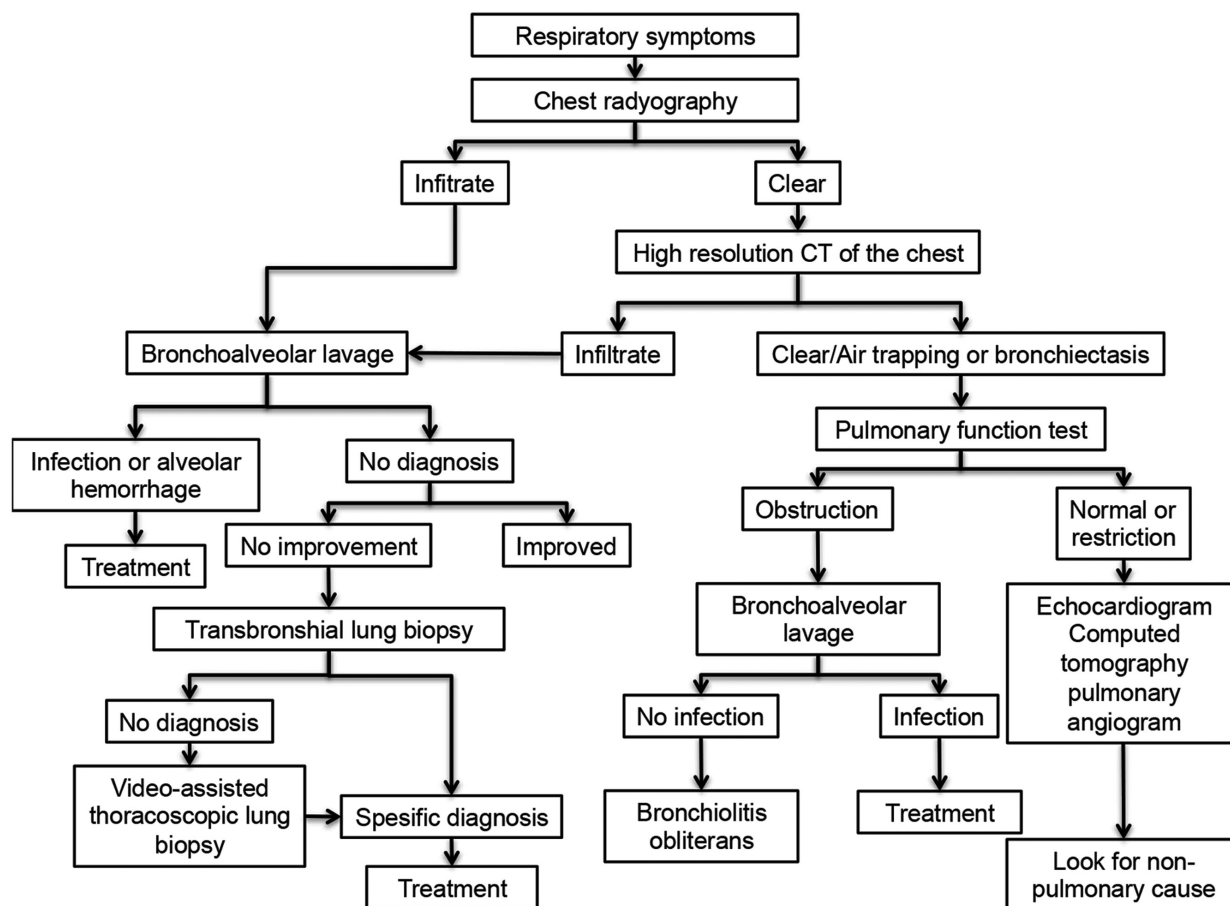 Respiratory symptoms
Chest radyography
Infitrate
Clear
High resolution CT of the chest
Bronchoalveolar lavage
Infiltrate
Clear/Air trapping or bronchiectasis
Pulmonary function test
Infection or alveolar
hemorrhage
No diagnosis
Obstruction
Normal or
restriction
Treatment
No improvement
Improved
Transbronshial lung biopsy
Bronchoalveolar
lavage
Echocardiogram
Computed
tomography
pulmonary
angiogram
No diagnosis
No infection
Infection
Video-assisted
thoracoscopic lung
biopsy
Spesific diagnosis
Bronchiolitis
obliterans
Treatment
Treatment
Look for non-
pulmonary cause